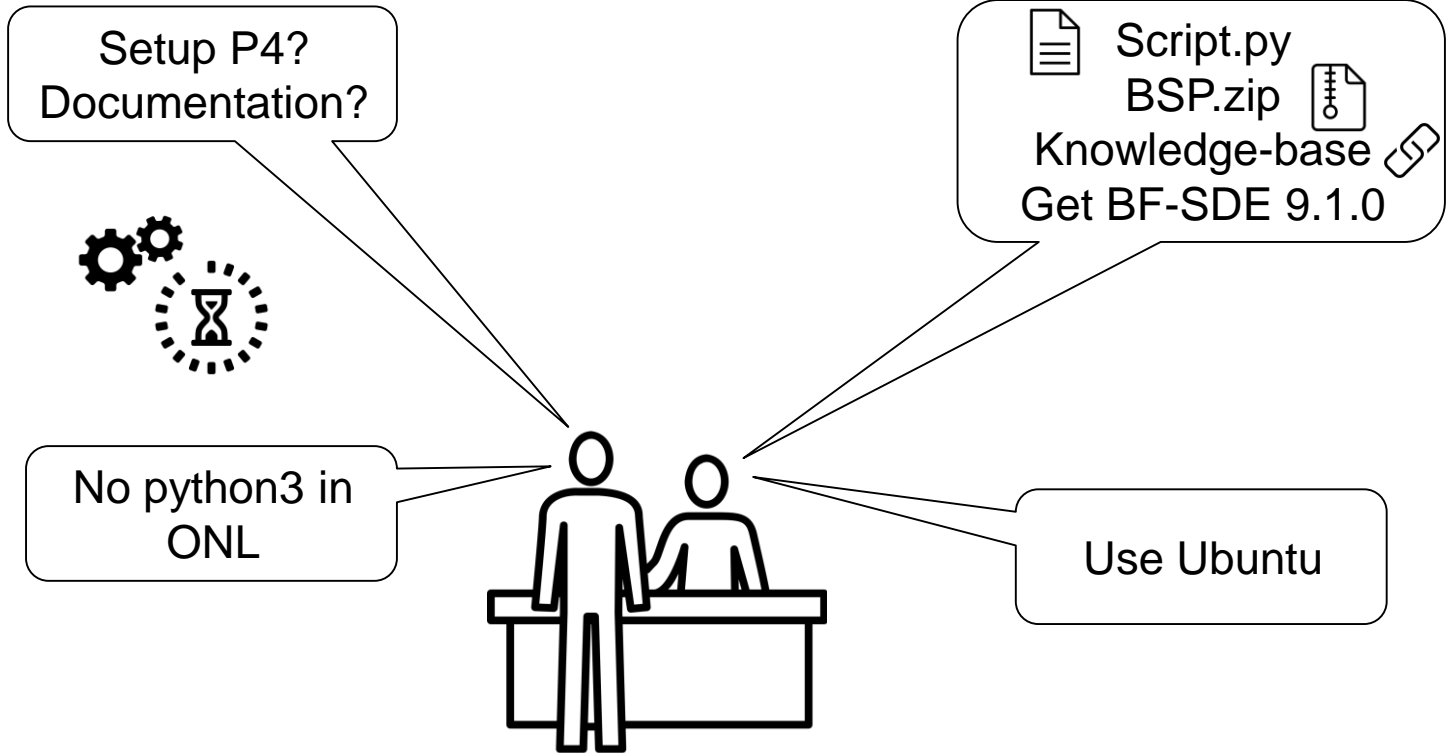 Setup P4?
Documentation?
Script.py
BSP.zip
Knowledge-base
Get BF-SDE 9.1.0
No python3 in
ONL
Use Ubuntu